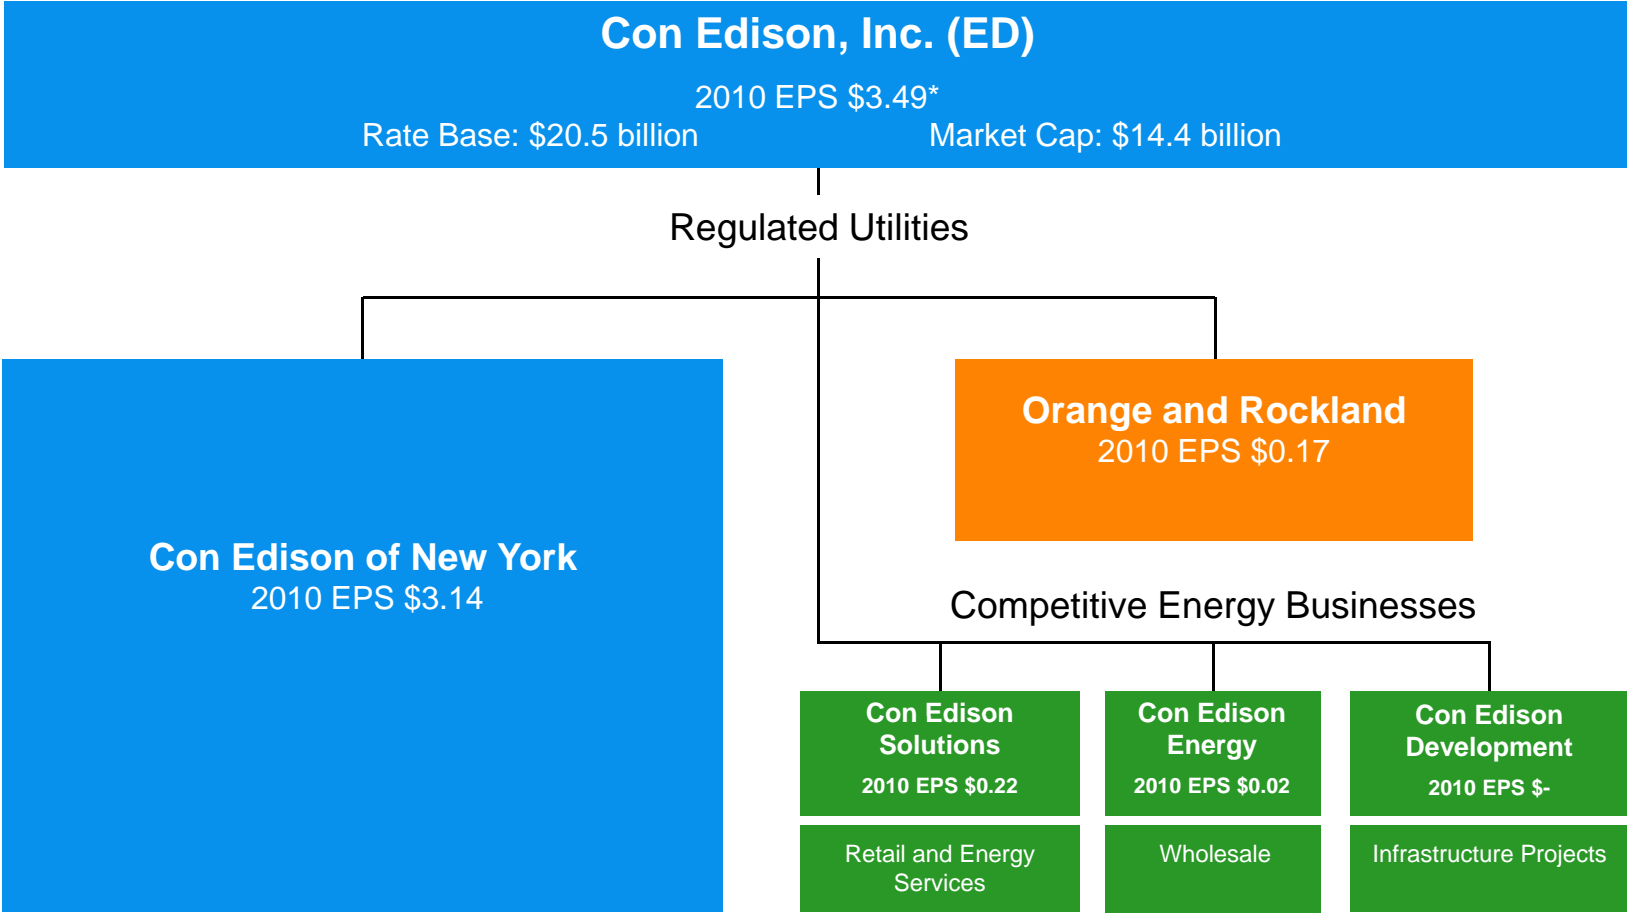 Con Edison, Inc. (ED)
2010 EPS $3.49*
Rate Base: $20.5 billion
Market Cap: $14.4 billion
Regulated Utilities
Con Edison of New York
2010 EPS $3.14
Orange and Rockland
2010 EPS $0.17
Competitive Energy Businesses
Con Edison
Solutions
2010 EPS $0.22
Retail and Energy
Services
Con Edison
Energy
2010 EPS $0.02
Wholesale
Con Edison
Development
2010 EPS $-
Infrastructure Projects